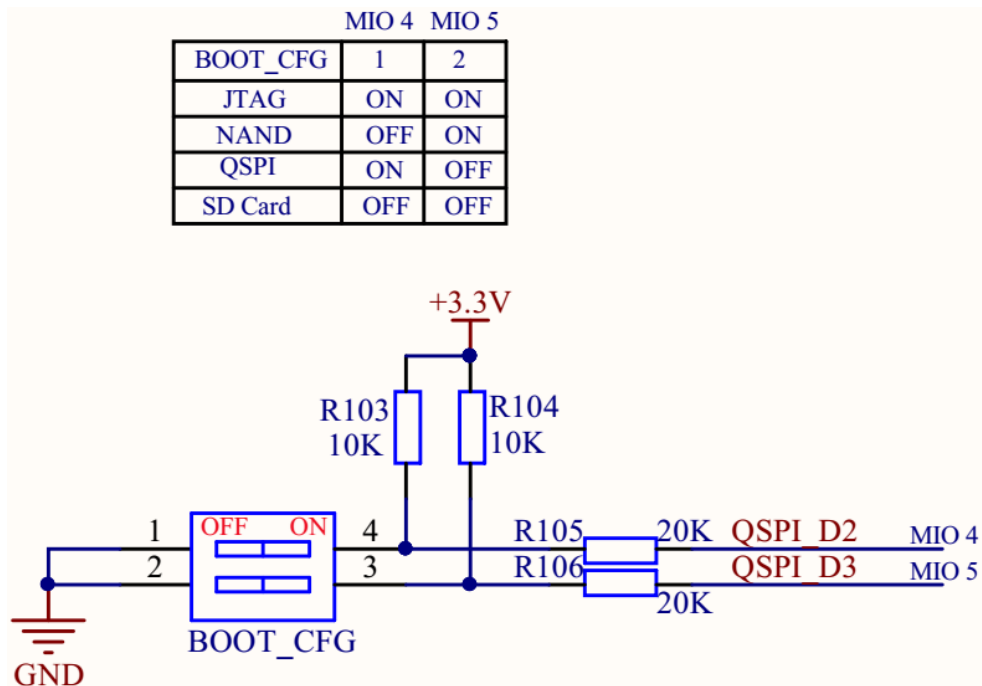 MIO 4 MIO 5
BOOT_CFG 1 2
JTAG ON ON
NAND OFF ON
QSPI ON OFF
SD Card OFF OFF
+3.3V
R103 R104
10K 10K
1 OFF ON 4 R105 20K QSPI_D2 MIO 4
2 3 R106 QSPI_D3 MIO 5
20K
BOOT_CFG
GND